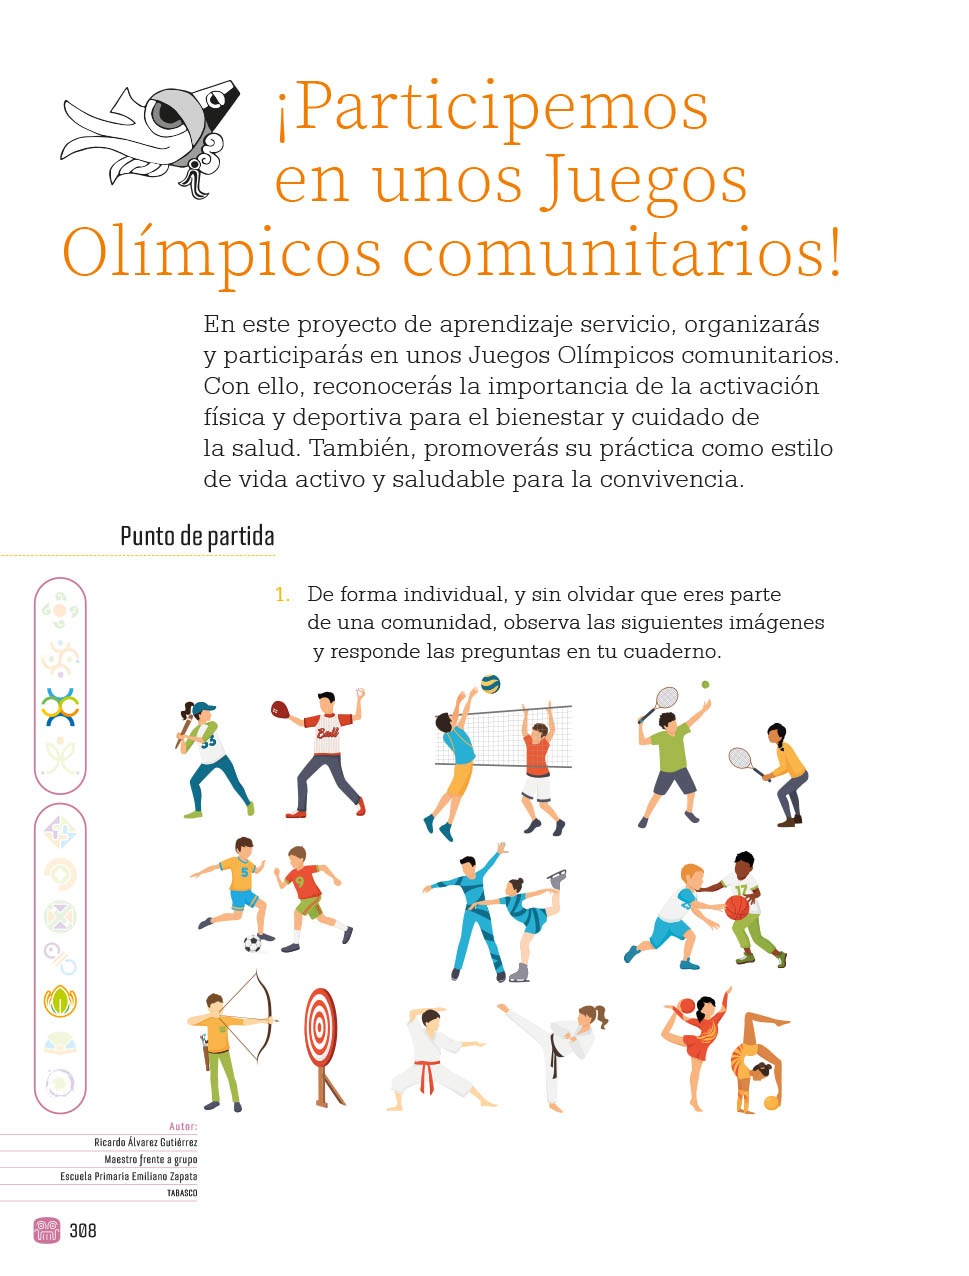 ¡Participemos
en unos Juegos
Olímpicos comunitarios!
En este proyecto de aprendizaje servicio, organizarás
y participarás en unos Juegos Olímpicos comunitarios.
Con ello, reconocerás la importancia de la activación
física y deportiva para el bienestar y cuidado de
la salud. También, promoverás su práctica como estilo
de vida activo y saludable para la convivencia.
Punto de partida
1. De forma individual, y sin olvidar que eres parte
de una comunidad, observa las siguientes imágenes
y responde las preguntas en tu cuaderno.
33
Ball
5
9
17
Autor:
Ricardo Álvarez Gutiérrez
Maestro frente a grupo
Escuela Primaria Emiliano Zapata
TABASCO
308